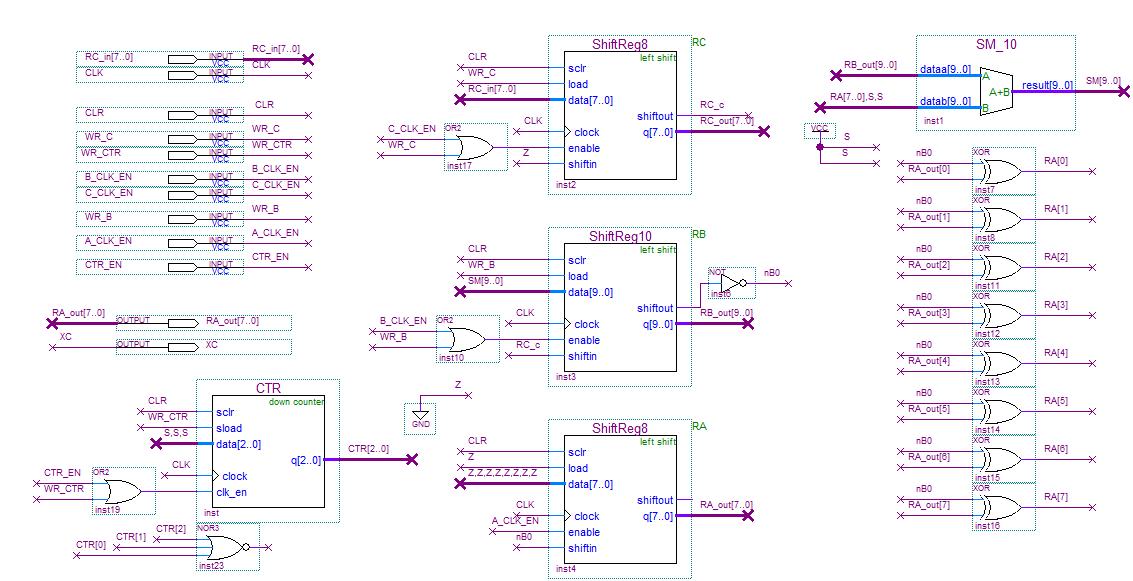 RC_in[7..0] INPUT VCC RC_in[7..0]
CLK INPUT VCC CLK
CLR INPUT VCC CLR
WR_C INPUT VCC WR_C
WR_CTR INPUT VCC WR_CTR
B_CLK_EN INPUT VCC B_CLK_EN
C_CLK_EN INPUT VCC C_CLK_EN
WR_B INPUT VCC WR_B
A_CLK_EN INPUT VCC A_CLK_EN
CTR_EN INPUT VCC CTR_EN
RA_out[7..0] OUTPUT RA_out[7..0]
XC OUTPUT XC
CTR
down counter
CLR sclr
WR_CTR sload
S,S,S data[2..0]
q[2..0] CTR[2..0]
CLK clock
CTR_EN OR2
WR_CTR clk_en
inst19 inst
CTR[2] NOR3
CTR[1]
CTR[0]
inst23
ShiftReg8 RC
left shift
CLR sclr
WR_C load
RC_in[7..0] data[7..0]
shiftout RC_c
CLK clock q[7..0] RC_out[7..0]
C_CLK_EN OR2
WR_C enable
Z shiftin
inst17 inst2
ShiftReg10 RB
left shift
CLR sclr
WR_B load
SM[9..0] data[9..0]
NOT nB0
inst6
shiftout
CLK clock q[9..0] RB_out[9..0]
B_CLK_EN OR2
WR_B enable
RC_c shiftin
inst10 inst3
Z
GND
ShiftReg8 RA
left shift
CLR sclr
Z load
Z,Z,Z,Z,Z,Z,Z,Z data[7..0]
shiftout
CLK clock q[7..0] RA_out[7..0]
A_CLK_EN enable
nB0 shiftin
inst4
SM_10
RB_out[9..0] dataa[9..0] A
A+B result[9..0] SM[9..0]
RA[7..0],S,S datab[9..0] B
inst1
VCC
S
S
nB0 XOR
RA_out[0] RA[0]
inst7
nB0 XOR
RA_out[1] RA[1]
inst8
nB0 XOR
RA_out[2] RA[2]
inst11
nB0 XOR
RA_out[3] RA[3]
inst12
nB0 XOR
RA_out[4] RA[4]
inst13
nB0 XOR
RA_out[5] RA[5]
inst14
nB0 XOR
RA_out[6] RA[6]
inst15
nB0 XOR
RA_out[7] RA[7]
inst16